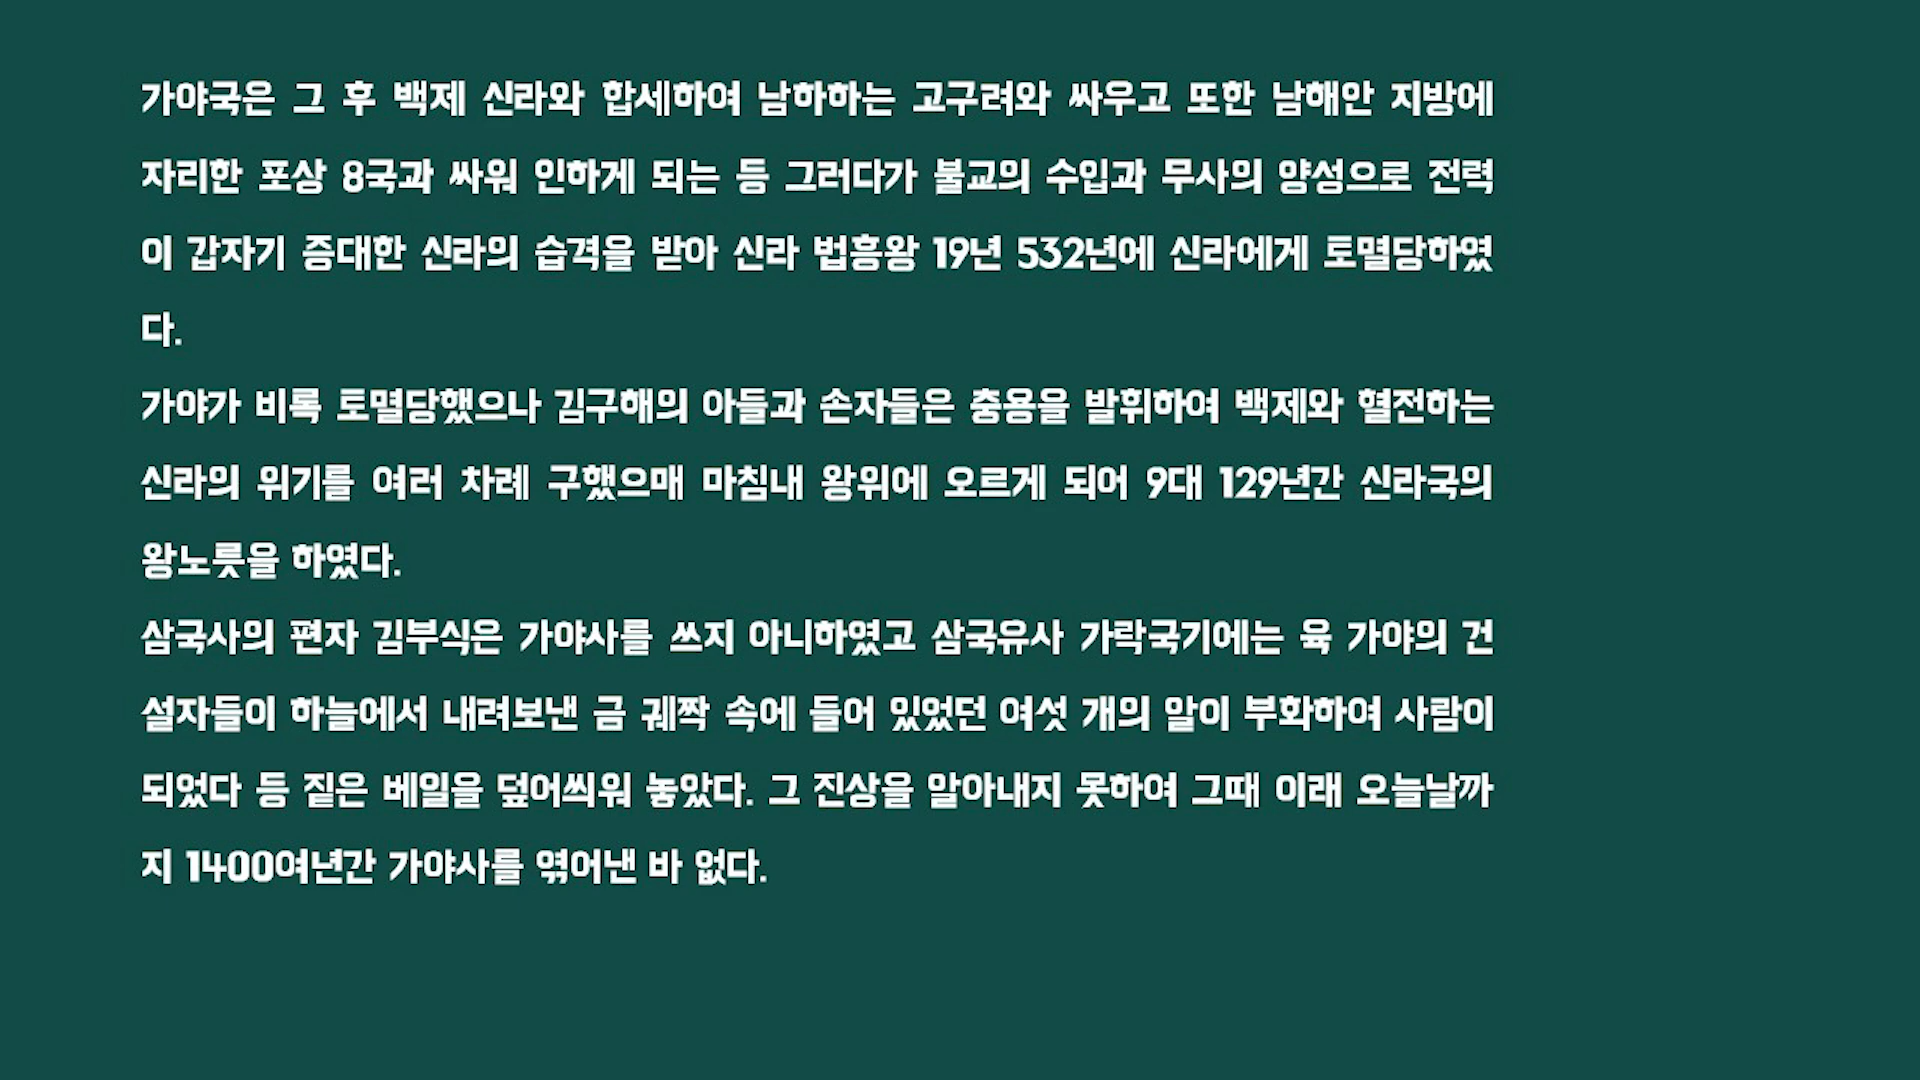 가야국은 그 후 백제 신라와 합세하여 남하하는 고구려와 싸우고 또한 남해안 지방에
자리한 포상 8국과 싸워 인하게 되는 등 그러다가 불교의 수입과 무사의 양성으로 전력
이 갑자기 증대한 신라의 습격을 받아 신라 법흥왕 19년 532년에 신라에게 토멸당하였
다.
가야가 비록 토멸당했으나 김구해의 아들과 손자들은 충용을 발휘하여 백제와 혈전하는
신라의 위기를 여러 차례 구했으매 마침내 왕위에 오르게 되어 9대 129년간 신라국의
왕노릇을 하였다.
삼국사의 편자 김부식은 가야사를 쓰지 아니하였고 삼국유사 가락국기에는 육 가야의 건
설자들이 하늘에서 내려보낸 금 궤짝 속에 들어 있었던 여섯 개의 알이 부화하여 사람이
되었다 등 짙은 베일을 덮어씌워 놓았다. 그 진상을 알아내지 못하여 그때 이래 오늘날까
지 1400여년간 가야사를 엮어낸 바 없다.